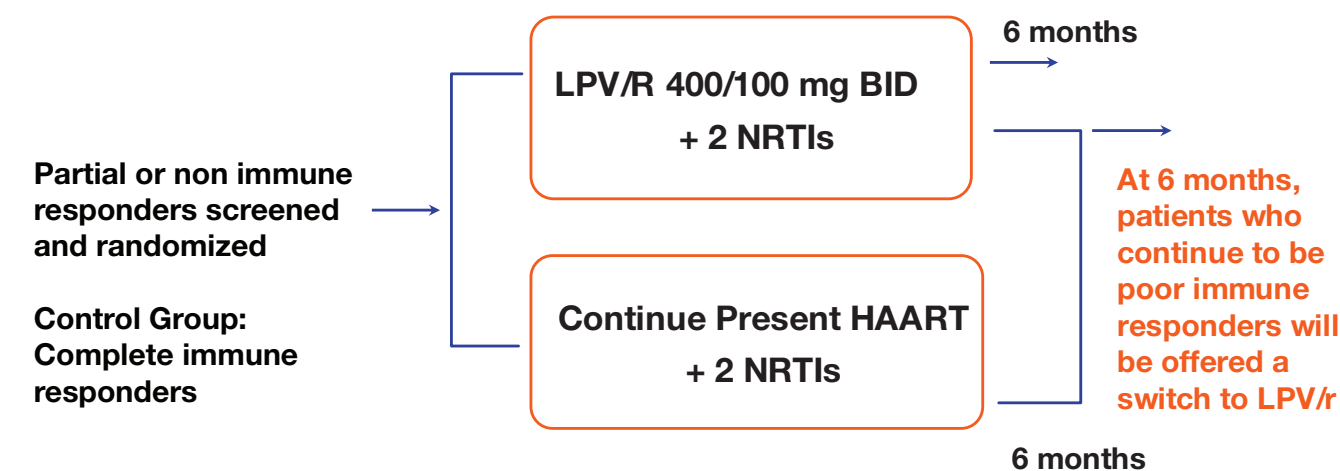 Partial or non immune
responders screened
and randomized
Control Group:
Complete immune
responders
LPV/R 400/100 mg BID
+ 2 NRTIs
Continue Present HAART
+ 2 NRTIs
6 months
At 6 months,
patients who
continue to be
poor immune
responders will
be offered a
switch to LPV/r
6 months